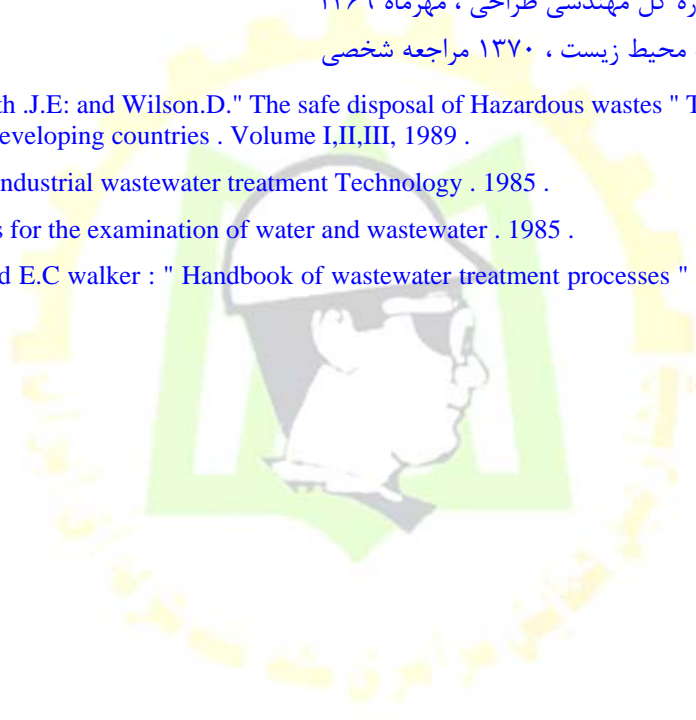 کل مهندسی طراحی ، مهرماه ۱۳۶۹
محیط زیست ، ۱۳۷۰ مراجعه شخصی
th .J.E: and Wilson.D." The safe disposal of Hazardous wastes " T
eveloping countries . Volume I,II,III, 1989 .
ndustrial wastewater treatment Technology . 1985 .
s for the examination of water and wastewater . 1985 .
d E.C walker : " Handbook of wastewater treatment processes "